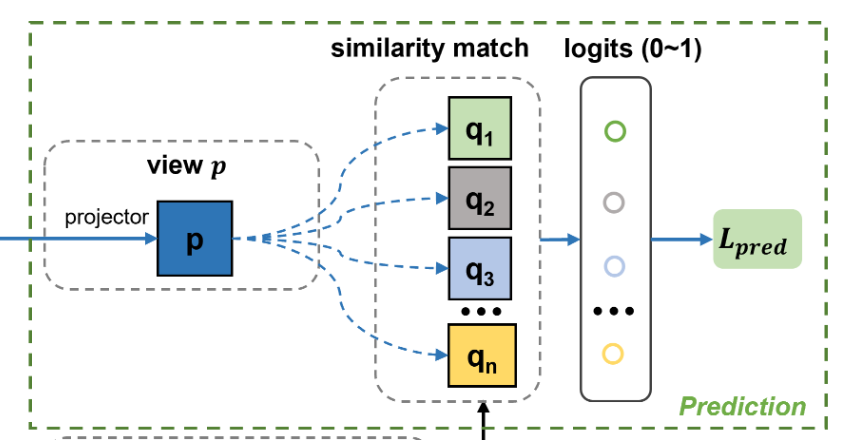 similarity match
logits (0~1)
view p
projector
p
q1
q2
q3
•••
qn
•••
Lpred
Prediction